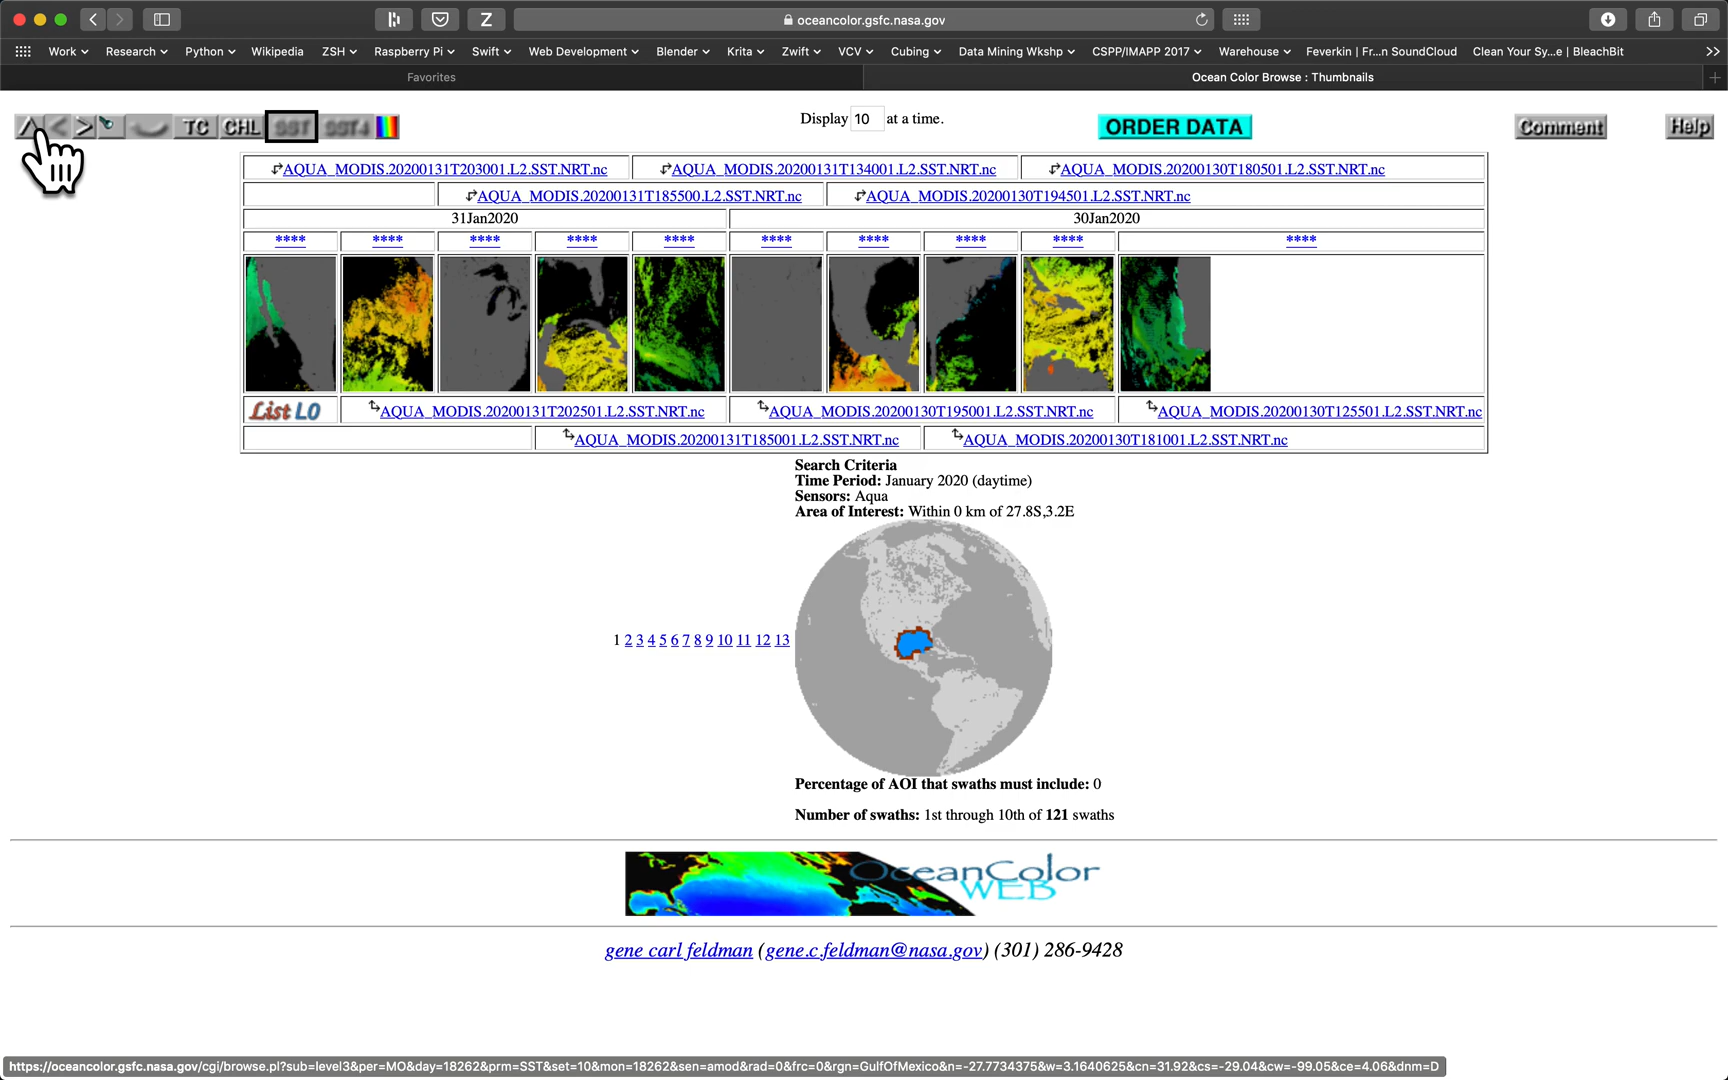 oceancolor.gsfc.nasa.gov
Work Research Python Wikipedia ZSH Raspberry Pi Swift Web Development Blender Krita Zwift VCV Cubing Data Mining Wkshp CSPP/IMAPP 2017 Warehouse Feverkin | Fr...n SoundCloud Clean Your Sy...e | BleachBit
Favorites Ocean Color Browse : Thumbnails
Display 10 at a time.
TC CHL SST SST4 ORDER DATA Comment Help
AQUA_MODIS.20200131T203001.L2.SST.NRT.nc AQUA_MODIS.20200131T134001.L2.SST.NRT.nc AQUA_MODIS.20200130T180501.L2.SST.NRT.nc
AQUA_MODIS.20200131T185500.L2.SST.NRT.nc AQUA_MODIS.20200130T194501.L2.SST.NRT.nc
31Jan2020 30Jan2020
**** **** **** **** **** **** **** **** **** ****
List L0 AQUA_MODIS.20200131T202501.L2.SST.NRT.nc AQUA_MODIS.20200130T195001.L2.SST.NRT.nc AQUA_MODIS.20200130T125501.L2.SST.NRT.nc
AQUA_MODIS.20200131T185001.L2.SST.NRT.nc AQUA_MODIS.20200130T181001.L2.SST.NRT.nc
Search Criteria
Time Period: January 2020 (daytime)
Sensors: Aqua
Area of Interest: Within 0 km of 27.8S,3.2E
1 2 3 4 5 6 7 8 9 10 11 12 13
Percentage of AOI that swaths must include: 0
Number of swaths: 1st through 10th of 121 swaths
OceanColor
WEB
gene carl feldman (gene.c.feldman@nasa.gov) (301) 286-9428
https://oceancolor.gsfc.nasa.gov/cgi/browse.pl?sub=level3&per=MO&day=18262&prm=SST&set=10&mon=18262&sen=amod&rad=0&frc=0&rgn=GulfOfMexico&n=-27.7734375&w=3.1640625&cn=31.92&cs=-29.04&cw=-99.05&ce=4.06&dnm=D